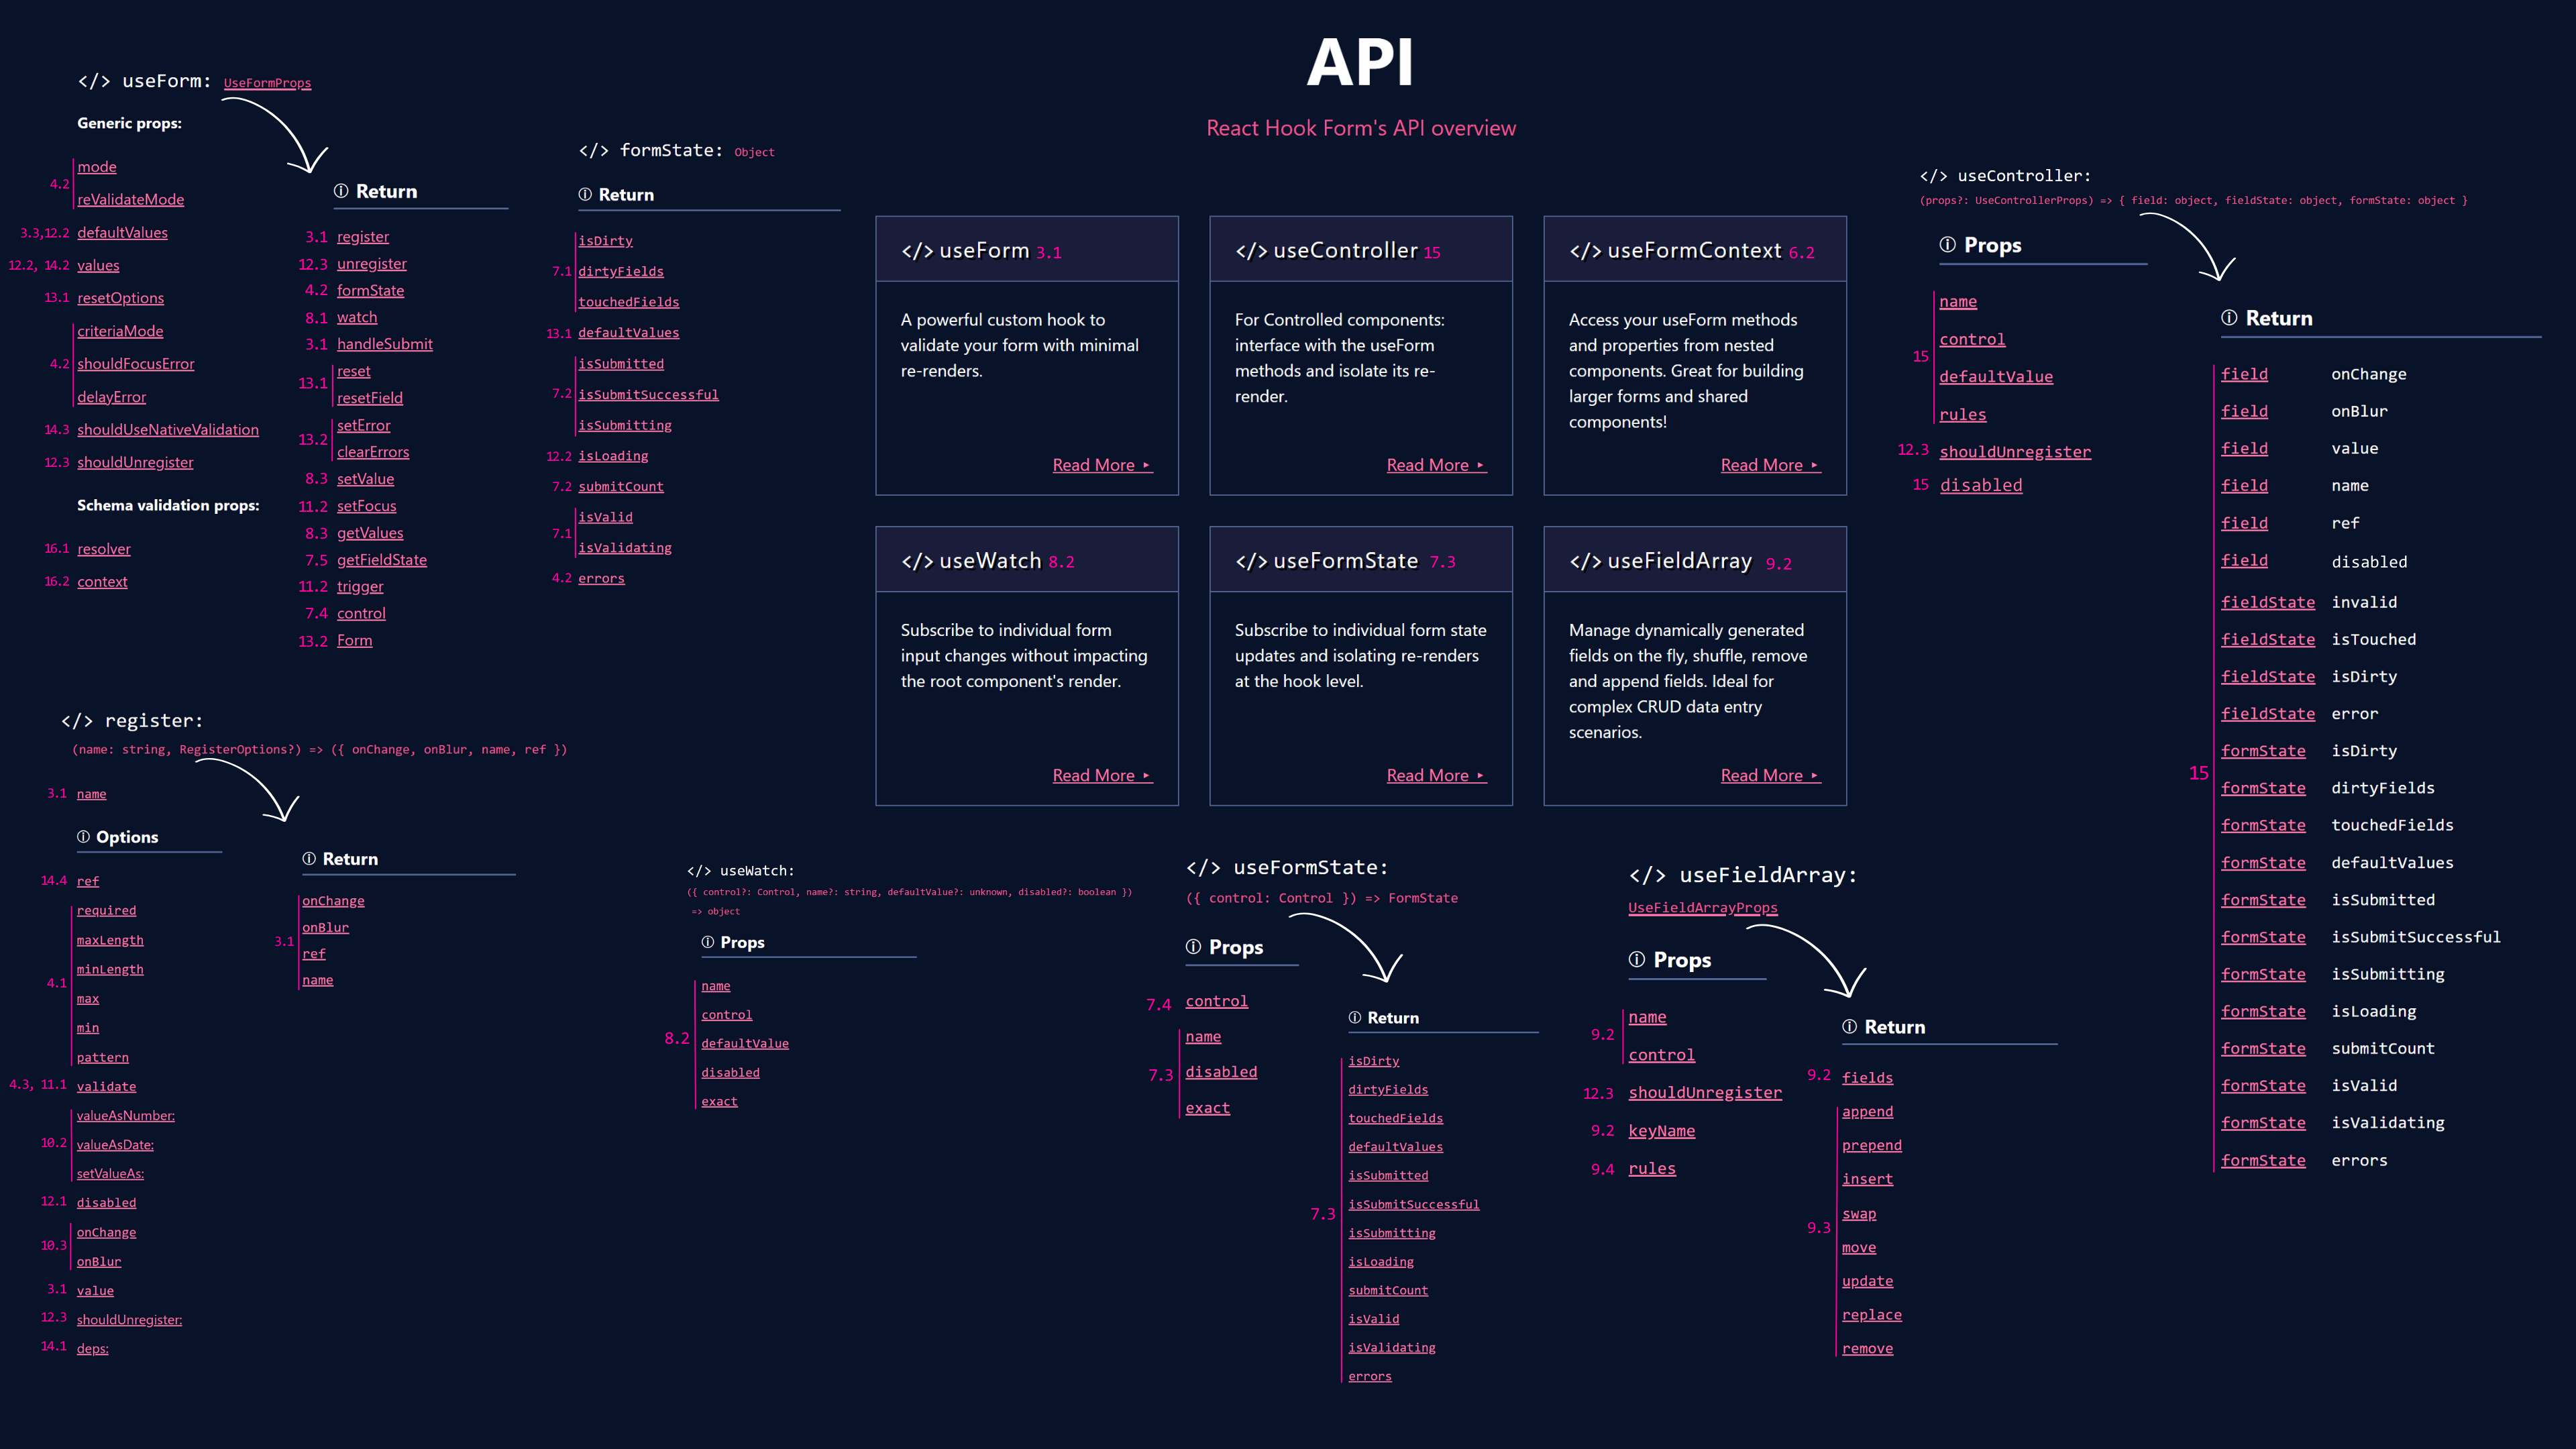 API
React Hook Form's API overview
</> useForm: UseFormProps
Generic props:
4.2
mode
reValidateMode
3.3,12.2 defaultValues
12.2, 14.2 values
13.1 resetOptions
criteriaMode
4.2 shouldFocusError
delayError
14.3 shouldUseNativeValidation
12.3 shouldUnregister
Schema validation props:
16.1 resolver
16.2 context
ⓘ Return
3.1 register
12.3 unregister
4.2 formState
8.1 watch
3.1 handleSubmit
13.1
reset
resetField
13.2
setError
clearErrors
8.3 setValue
11.2 setFocus
8.3 getValues
7.5 getFieldState
11.2 trigger
7.4 control
13.2 Form
</> formState: Object
ⓘ Return
isDirty
7.1 dirtyFields
touchedFields
13.1 defaultValues
isSubmitted
7.2 isSubmitSuccessful
isSubmitting
12.2 isLoading
7.2 submitCount
7.1
isValid
isValidating
4.2 errors
</> useForm 3.1
A powerful custom hook to
validate your form with minimal
re-renders.
Read More ▸
</> useController 15
For Controlled components:
interface with the useForm
methods and isolate its re-
render.
Read More ▸
</> useFormContext 6.2
Access your useForm methods
and properties from nested
components. Great for building
larger forms and shared
components!
Read More ▸
</> useWatch 8.2
Subscribe to individual form
input changes without impacting
the root component's render.
Read More ▸
</> useFormState 7.3
Subscribe to individual form state
updates and isolating re-renders
at the hook level.
Read More ▸
</> useFieldArray 9.2
Manage dynamically generated
fields on the fly, shuffle, remove
and append fields. Ideal for
complex CRUD data entry
scenarios.
Read More ▸
</> useController:
(props?: UseControllerProps) => { field: object, fieldState: object, formState: object }
ⓘ Props
15
name
control
defaultValue
rules
12.3 shouldUnregister
15 disabled
ⓘ Return
15
field onChange
field onBlur
field value
field name
field ref
field disabled
fieldState invalid
fieldState isTouched
fieldState isDirty
fieldState error
formState isDirty
formState dirtyFields
formState touchedFields
formState defaultValues
formState isSubmitted
formState isSubmitSuccessful
formState isSubmitting
formState isLoading
formState submitCount
formState isValid
formState isValidating
formState errors
</> register:
(name: string, RegisterOptions?) => ({ onChange, onBlur, name, ref })
3.1 name
ⓘ Options
14.4 ref
4.1
required
maxLength
minLength
max
min
pattern
4.3, 11.1 validate
valueAsNumber:
10.2 valueAsDate:
setValueAs:
12.1 disabled
10.3
onChange
onBlur
3.1 value
12.3 shouldUnregister:
14.1 deps:
ⓘ Return
3.1
onChange
onBlur
ref
name
</> useWatch:
({ control?: Control, name?: string, defaultValue?: unknown, disabled?: boolean })
=> object
ⓘ Props
8.2
name
control
defaultValue
disabled
exact
</> useFormState:
({ control: Control }) => FormState
ⓘ Props
7.4 control
name
7.3 disabled
exact
ⓘ Return
7.3
isDirty
dirtyFields
touchedFields
defaultValues
isSubmitted
isSubmitSuccessful
isSubmitting
isLoading
submitCount
isValid
isValidating
errors
</> useFieldArray:
UseFieldArrayProps
ⓘ Props
9.2
name
control
12.3 shouldUnregister
9.2 keyName
9.4 rules
ⓘ Return
9.2 fields
9.3
append
prepend
insert
swap
move
update
replace
remove